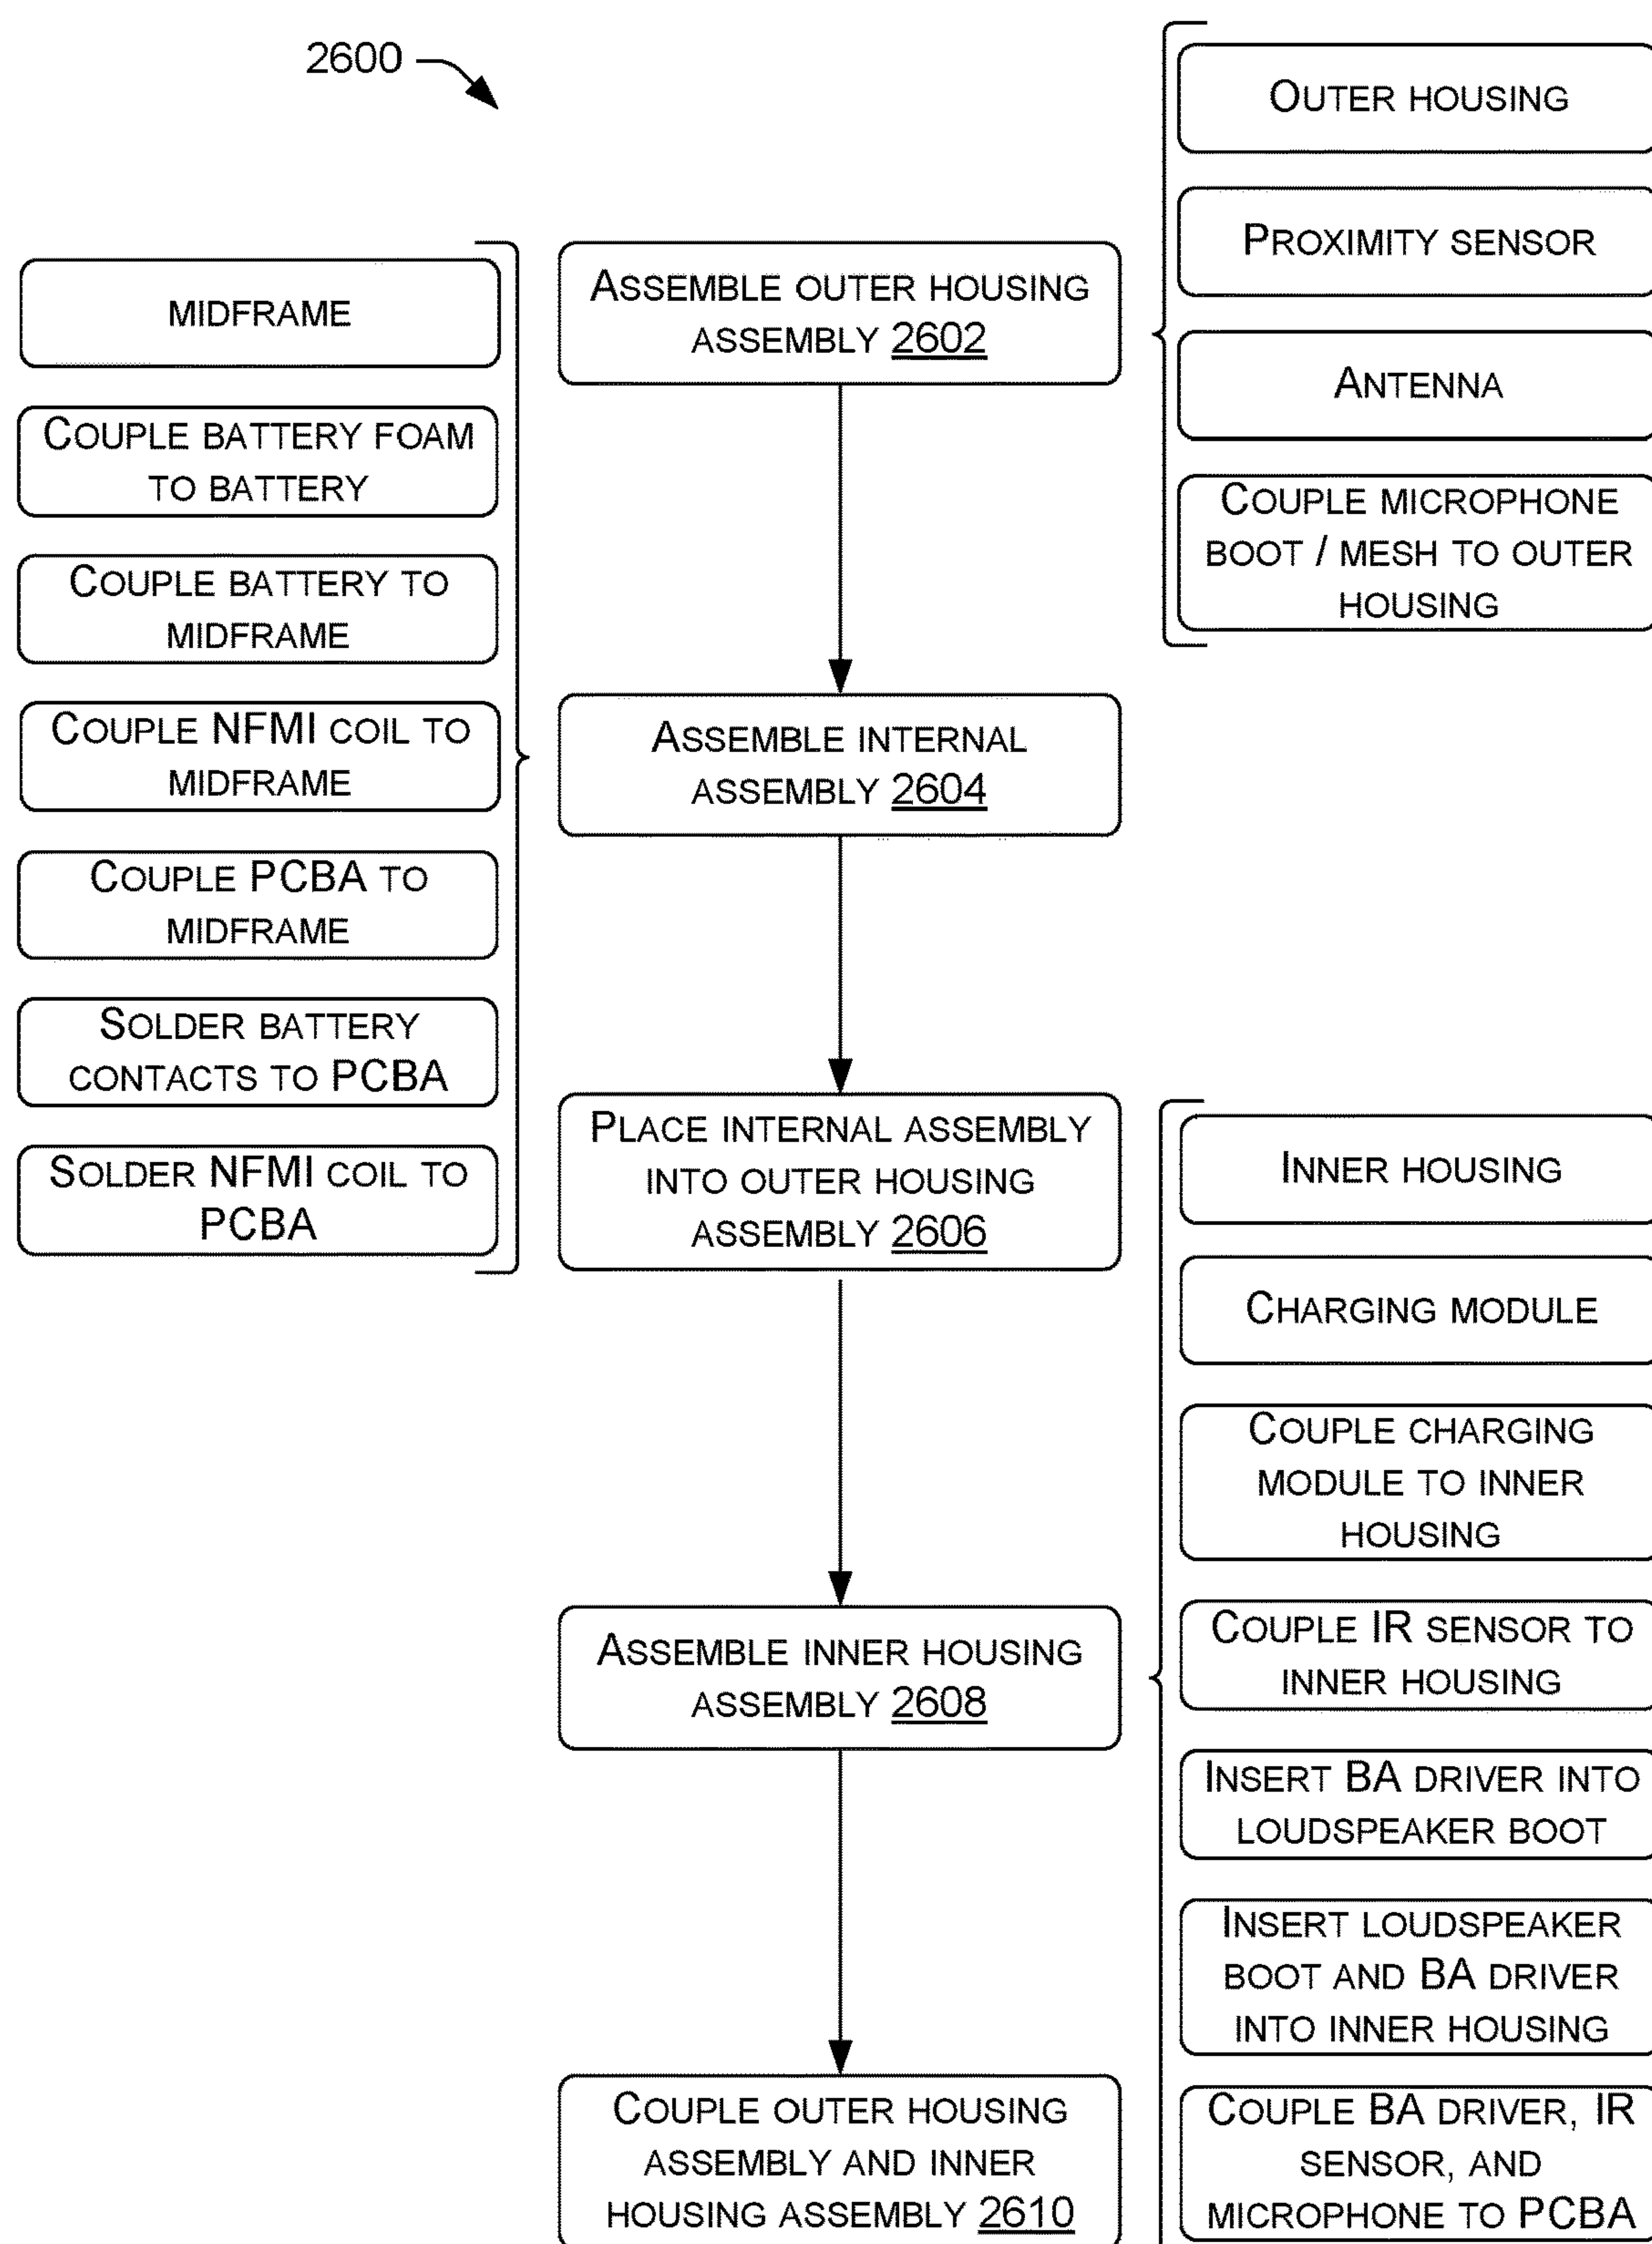 2600
OUTER HOUSING
PROXIMITY SENSOR
ANTENNA
COUPLE MICROPHONE
BOOT / MESH TO OUTER
HOUSING
ASSEMBLE OUTER HOUSING
ASSEMBLY 2602
MIDFRAME
COUPLE BATTERY FOAM
TO BATTERY
COUPLE BATTERY TO
MIDFRAME
COUPLE NFMI COIL TO
MIDFRAME
COUPLE PCBA TO
MIDFRAME
SOLDER BATTERY
CONTACTS TO PCBA
SOLDER NFMI COIL TO
PCBA
ASSEMBLE INTERNAL
ASSEMBLY 2604
PLACE INTERNAL ASSEMBLY
INTO OUTER HOUSING
ASSEMBLY 2606
INNER HOUSING
CHARGING MODULE
COUPLE CHARGING
MODULE TO INNER
HOUSING
COUPLE IR SENSOR TO
INNER HOUSING
INSERT BA DRIVER INTO
LOUDSPEAKER BOOT
INSERT LOUDSPEAKER
BOOT AND BA DRIVER
INTO INNER HOUSING
COUPLE BA DRIVER, IR
SENSOR, AND
MICROPHONE TO PCBA
ASSEMBLE INNER HOUSING
ASSEMBLY 2608
COUPLE OUTER HOUSING
ASSEMBLY AND INNER
HOUSING ASSEMBLY 2610